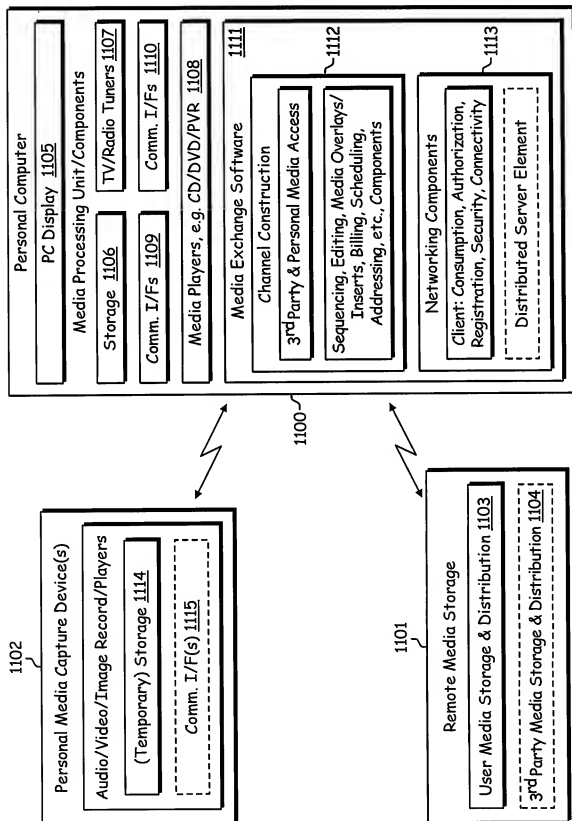 Personal Computer
PC Display 1105
Media Processing Unit/Components
Storage 1106
TV/Radio Tuners 1107
Comm. I/Fs 1109
Comm. I/Fs 1110
Media Players, e.g. CD/DVD/PVR 1108
Media Exchange Software
1111
Channel Construction
3rd Party & Personal Media Access
Sequencing, Editing, Media Overlays/
Inserts, Billing, Scheduling,
Addressing, etc., Components
1112
Networking Components
Client: Consumption, Authorization,
Registration, Security, Connectivity
Distributed Server Element
1113
1100
1102
Personal Media Capture Device(s)
Audio/Video/Image Record/Players
(Temporary) Storage 1114
Comm. I/F(s) 1115
1101
Remote Media Storage
User Media Storage & Distribution 1103
3rd Party Media Storage & Distribution 1104